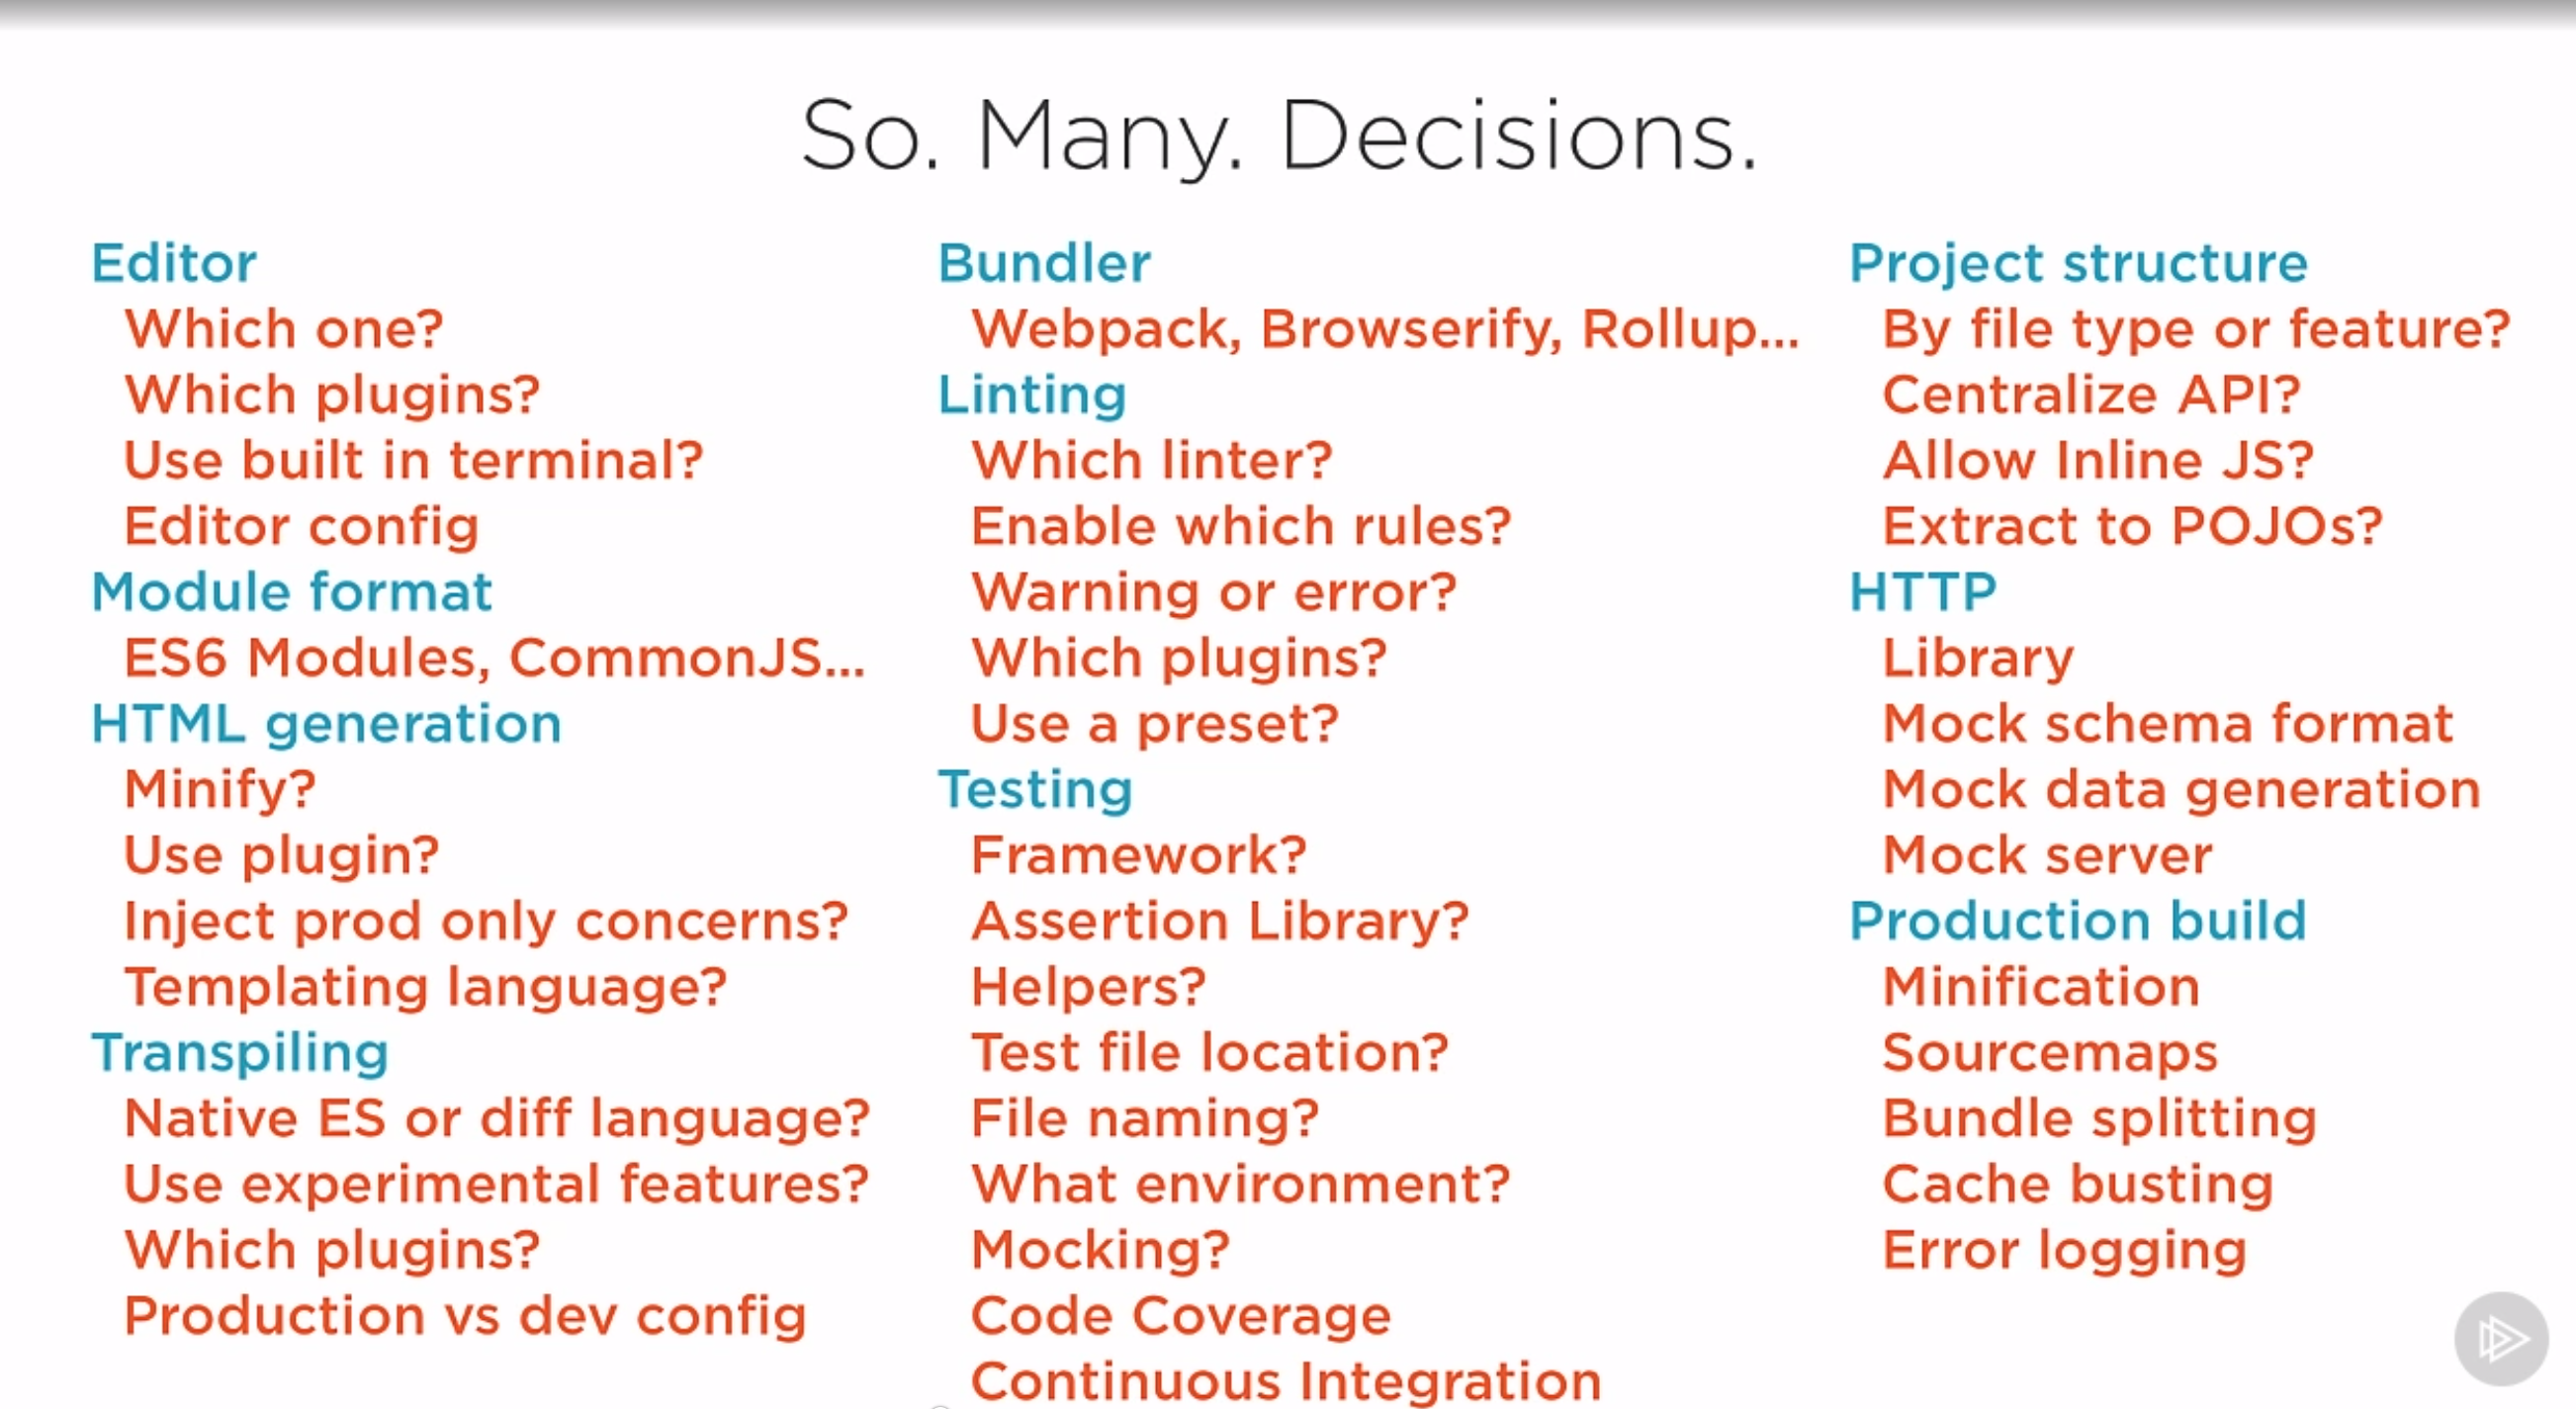 So. Many. Decisions.
Editor
Which one?
Which plugins?
Use built in terminal?
Editor config
Module format
ES6 Modules, CommonJS...
HTML generation
Minify?
Use plugin?
Inject prod only concerns?
Templating language?
Transpiling
Native ES or diff language?
Use experimental features?
Which plugins?
Production vs dev config
Bundler
Webpack, Browserify, Rollup...
Linting
Which linter?
Enable which rules?
Warning or error?
Which plugins?
Use a preset?
Testing
Framework?
Assertion Library?
Helpers?
Test file location?
File naming?
What environment?
Mocking?
Code Coverage
Continuous Integration
Project structure
By file type or feature?
Centralize API?
Allow Inline JS?
Extract to POJOs?
HTTP
Library
Mock schema format
Mock data generation
Mock server
Production build
Minification
Sourcemaps
Bundle splitting
Cache busting
Error logging